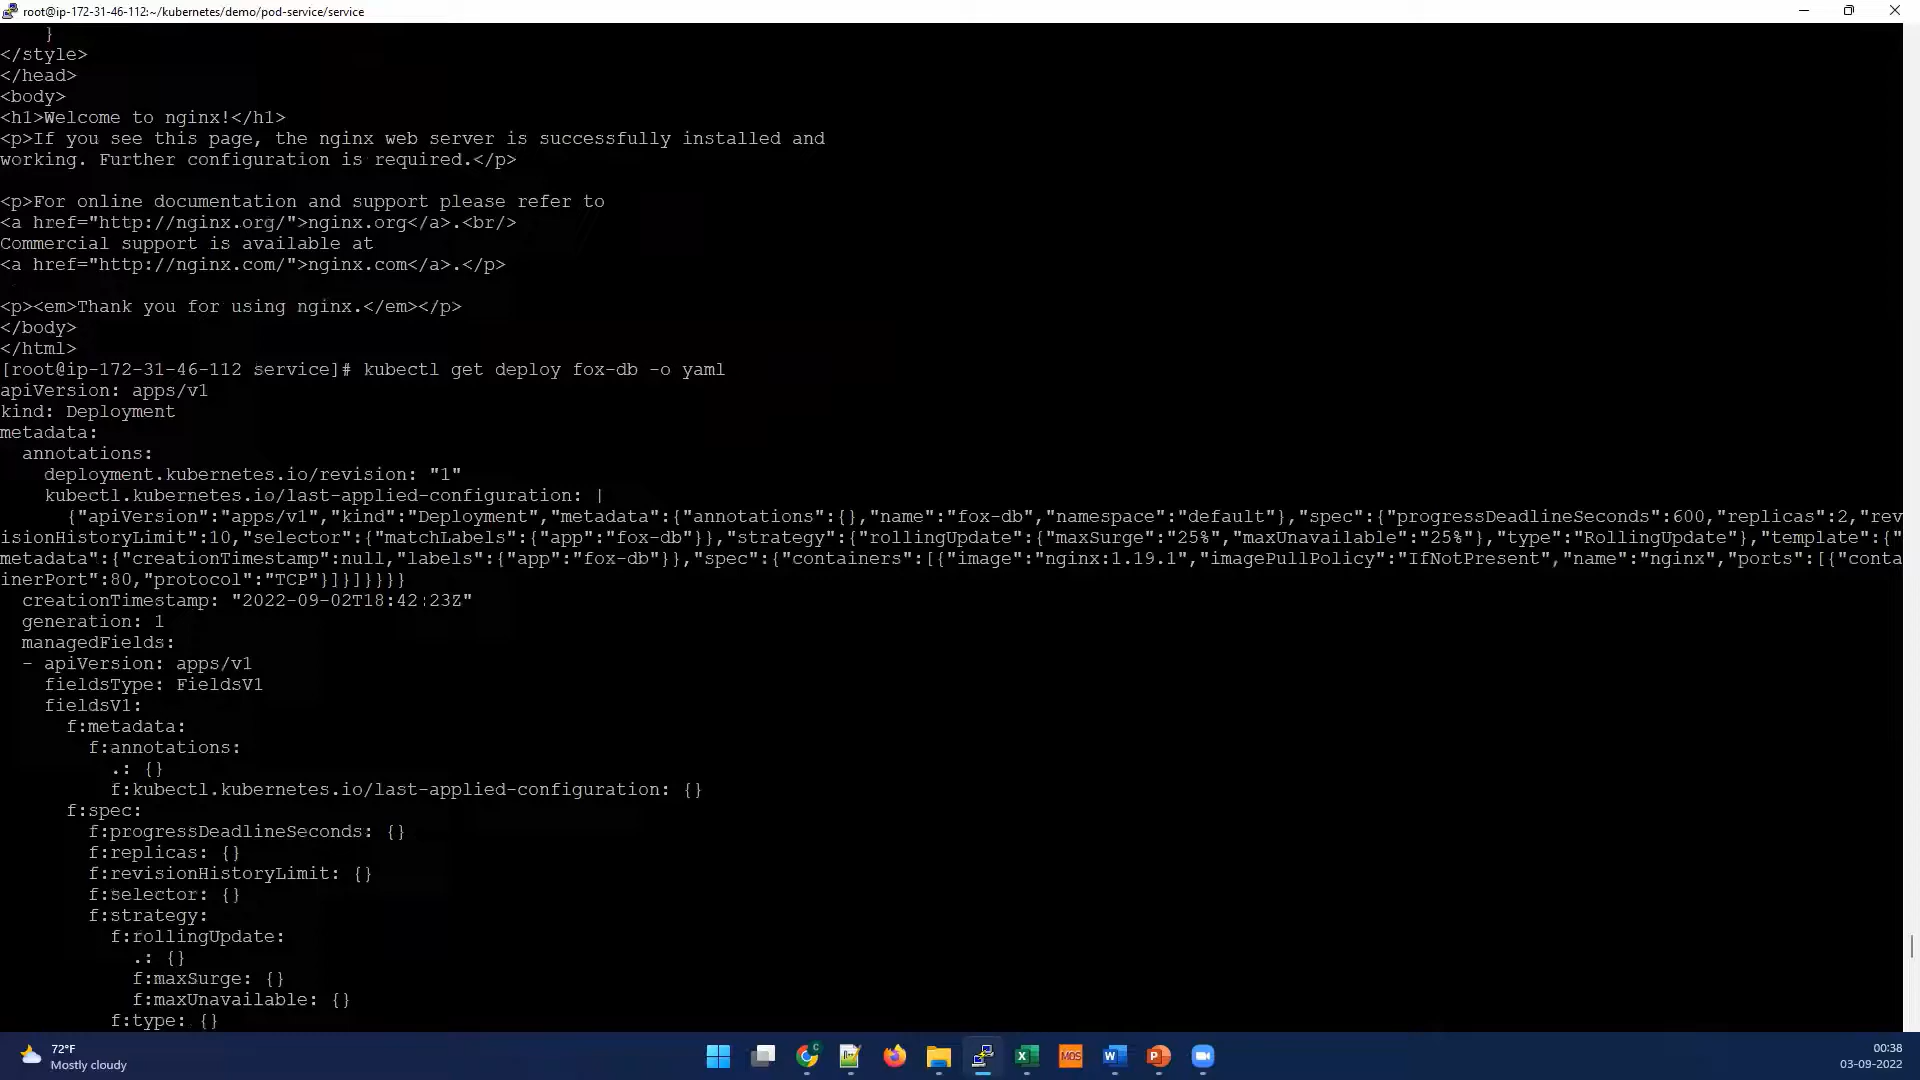 root@ip-172-31-46-112:~/kubernetes/demo/pod-service/service
    }
</style>
</head>
<body>
<h1>Welcome to nginx!</h1>
<p>If you see this page, the nginx web server is successfully installed and
working. Further configuration is required.</p>
<p>For online documentation and support please refer to
<a href="http://nginx.org/">nginx.org</a>.<br/>
Commercial support is available at
<a href="http://nginx.com/">nginx.com</a>.</p>
<p><em>Thank you for using nginx.</em></p>
</body>
</html>
[root@ip-172-31-46-112 service]# kubectl get deploy fox-db -o yaml
apiVersion: apps/v1
kind: Deployment
metadata:
  annotations:
    deployment.kubernetes.io/revision: "1"
    kubectl.kubernetes.io/last-applied-configuration: |
      {"apiVersion":"apps/v1","kind":"Deployment","metadata":{"annotations":{},"name":"fox-db","namespace":"default"},"spec":{"progressDeadlineSeconds":600,"replicas":2,"rev
isionHistoryLimit":10,"selector":{"matchLabels":{"app":"fox-db"}},"strategy":{"rollingUpdate":{"maxSurge":"25%","maxUnavailable":"25%"},"type":"RollingUpdate"},"template":{"
metadata":{"creationTimestamp":null,"labels":{"app":"fox-db"}},"spec":{"containers":[{"image":"nginx:1.19.1","imagePullPolicy":"IfNotPresent","name":"nginx","ports":[{"conta
inerPort":80,"protocol":"TCP"}]}]}}}}
  creationTimestamp: "2022-09-02T18:42:23Z"
  generation: 1
  managedFields:
  - apiVersion: apps/v1
    fieldsType: FieldsV1
    fieldsV1:
      f:metadata:
        f:annotations:
          .: {}
          f:kubectl.kubernetes.io/last-applied-configuration: {}
      f:spec:
        f:progressDeadlineSeconds: {}
        f:replicas: {}
        f:revisionHistoryLimit: {}
        f:selector: {}
        f:strategy:
          f:rollingUpdate:
            .: {}
            f:maxSurge: {}
            f:maxUnavailable: {}
          f:type: {}
72°F
Mostly cloudy
C
MOS
X
W
P
00:38
03-09-2022